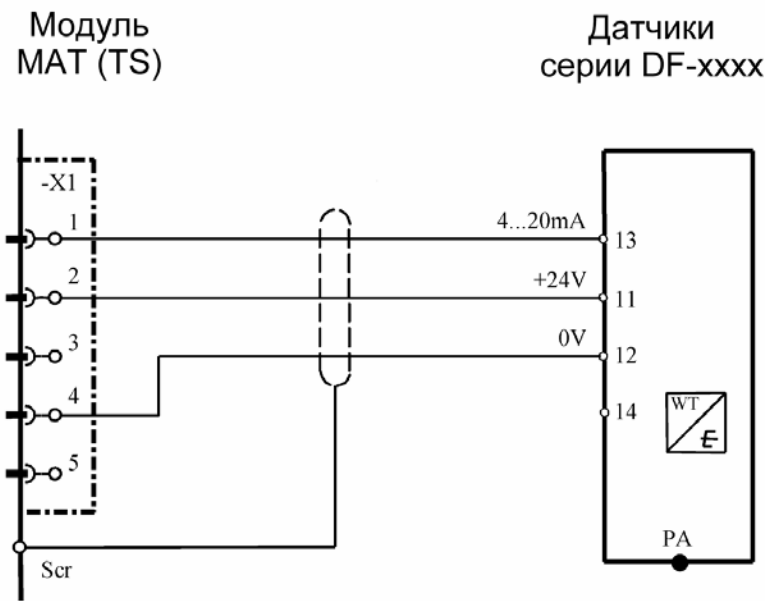 Модуль
МАТ (TS)
Датчики
серии DF-xxxx
-X1
1
4...20mA
13
2
+24V
11
3
0V
12
4
14
WT
E
5
PA
Scr